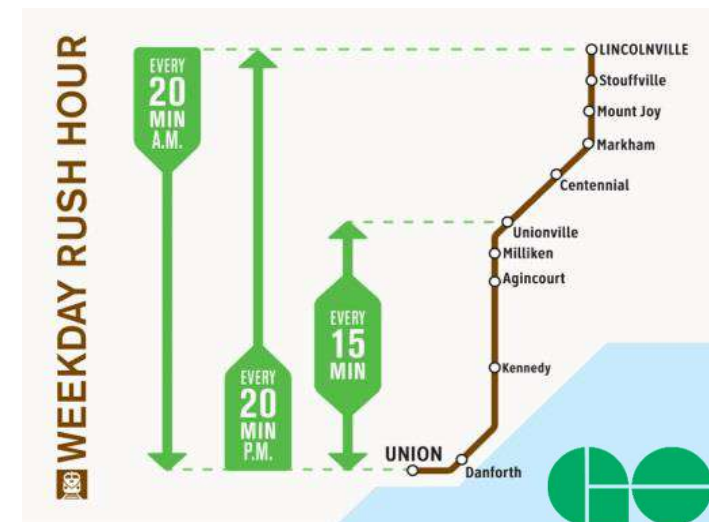 WEEKDAY RUSH HOUR
EVERY
20
MIN
A.M.
EVERY
20
MIN
P.M.
EVERY
15
MIN
LINCOLNVILLE
Stouffville
Mount Joy
Markham
Centennial
Unionville
Milliken
Agincourt
Kennedy
UNION
Danforth
GO